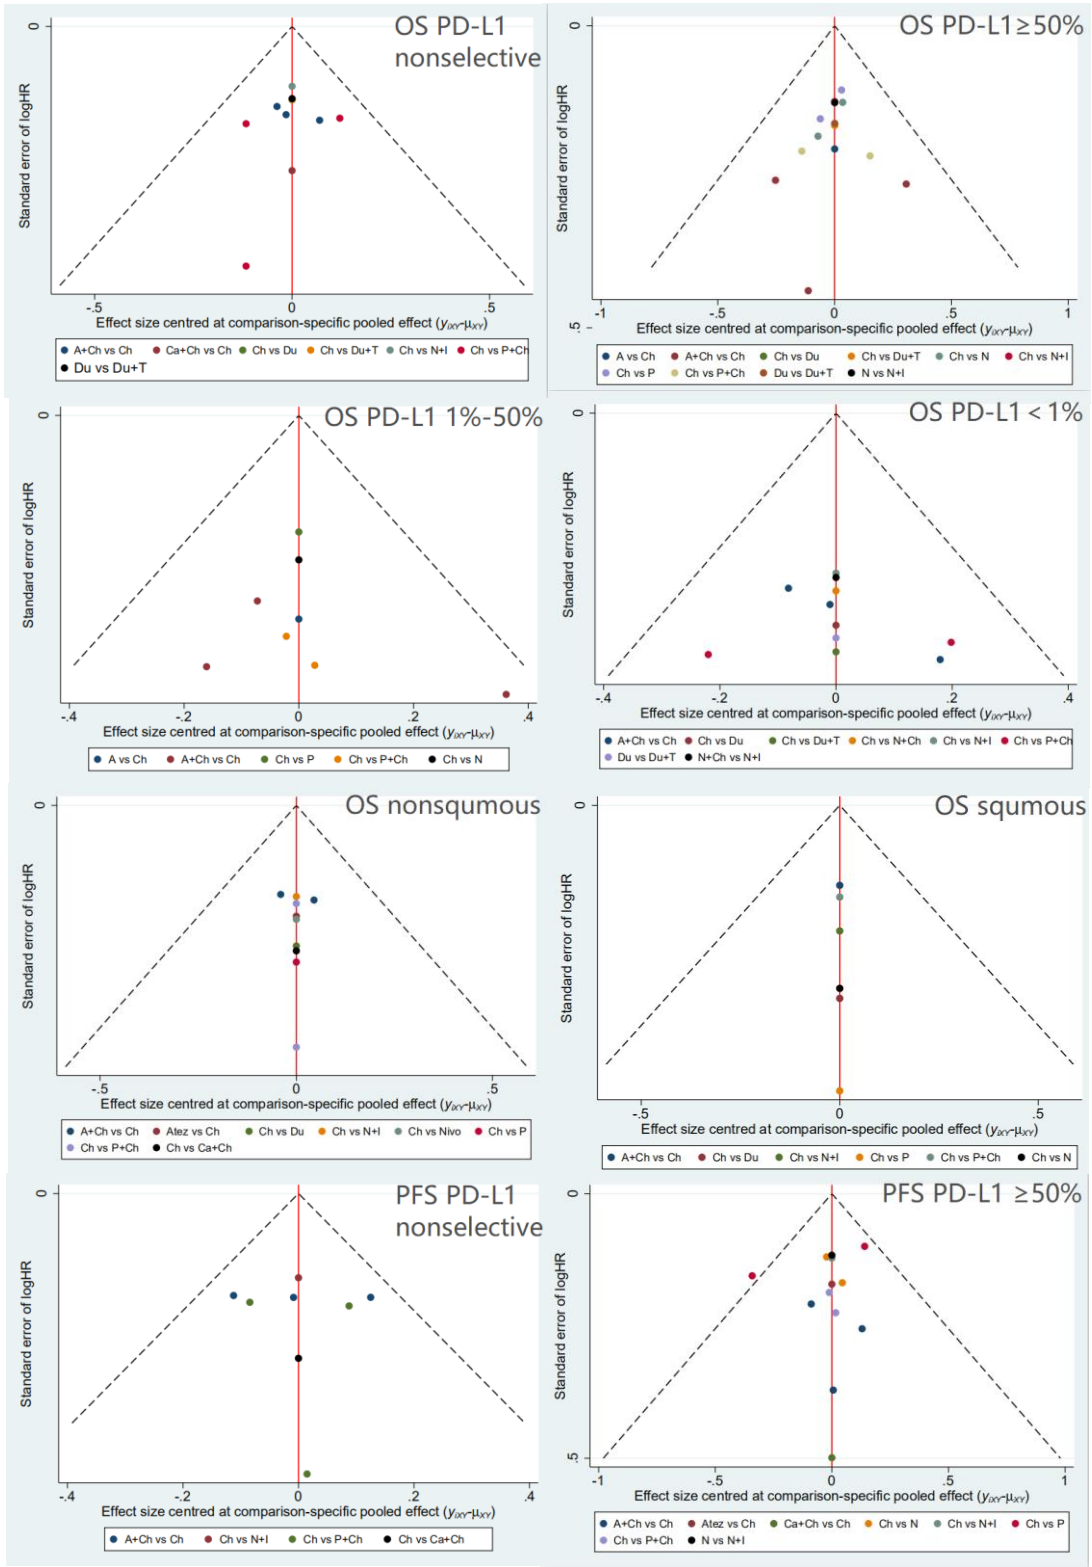 OS PD-L1
nonselective
0
Standard error of logHR
-.5 0 .5
Effect size centred at comparison-specific pooled effect (yiXY-μXY)
A+Ch vs Ch Ca+Ch vs Ch Ch vs Du Ch vs Du+T Ch vs N+I Ch vs P+Ch
Du vs Du+T
OS PD-L1≥50%
0
Standard error of logHR
.5
-1 -.5 0 .5 1
Effect size centred at comparison-specific pooled effect (yiXY-μXY)
A vs Ch A+Ch vs Ch Ch vs Du Ch vs Du+T Ch vs N Ch vs N+I
Ch vs P Ch vs P+Ch Du vs Du+T N vs N+I
OS PD-L1 1%-50%
0
Standard error of logHR
-.4 -.2 0 .2 .4
Effect size centred at comparison-specific pooled effect (yiXY-μXY)
A vs Ch A+Ch vs Ch Ch vs P Ch vs P+Ch Ch vs N
OS PD-L1 < 1%
0
Standard error of logHR
-.4 -.2 0 .2 .4
Effect size centred at comparison-specific pooled effect (yiXY-μXY)
A+Ch vs Ch Ch vs Du Ch vs Du+T Ch vs N+Ch Ch vs N+I Ch vs P+Ch
Du vs Du+T N+Ch vs N+I
OS nonsqumous
0
Standard error of logHR
-.5 0 .5
Effect size centred at comparison-specific pooled effect (yiXY-μXY)
A+Ch vs Ch Atez vs Ch Ch vs Du Ch vs N+I Ch vs Nivo Ch vs P
Ch vs P+Ch Ch vs Ca+Ch
OS squmous
0
Standard error of logHR
-.5 0 .5
Effect size centred at comparison-specific pooled effect (yiXY-μXY)
A+Ch vs Ch Ch vs Du Ch vs N+I Ch vs P Ch vs P+Ch Ch vs N
PFS PD-L1
nonselective
0
Standard error of logHR
-.4 -.2 0 .2 .4
Effect size centred at comparison-specific pooled effect (yiXY-μXY)
A+Ch vs Ch Ch vs N+I Ch vs P+Ch Ch vs Ca+Ch
PFS PD-L1 ≥50%
0
Standard error of logHR
.5
-1 -.5 0 .5 1
Effect size centred at comparison-specific pooled effect (yiXY-μXY)
A+Ch vs Ch Atez vs Ch Ca+Ch vs Ch Ch vs N Ch vs N+I Ch vs P
Ch vs P+Ch N vs N+I